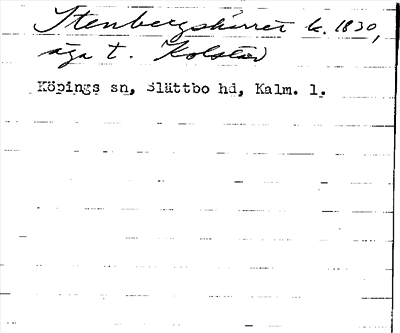 Stenbergskärret k. 1830,
äga t. Kolstad
Köpings sn, Slättbo hd, Kalm. l.